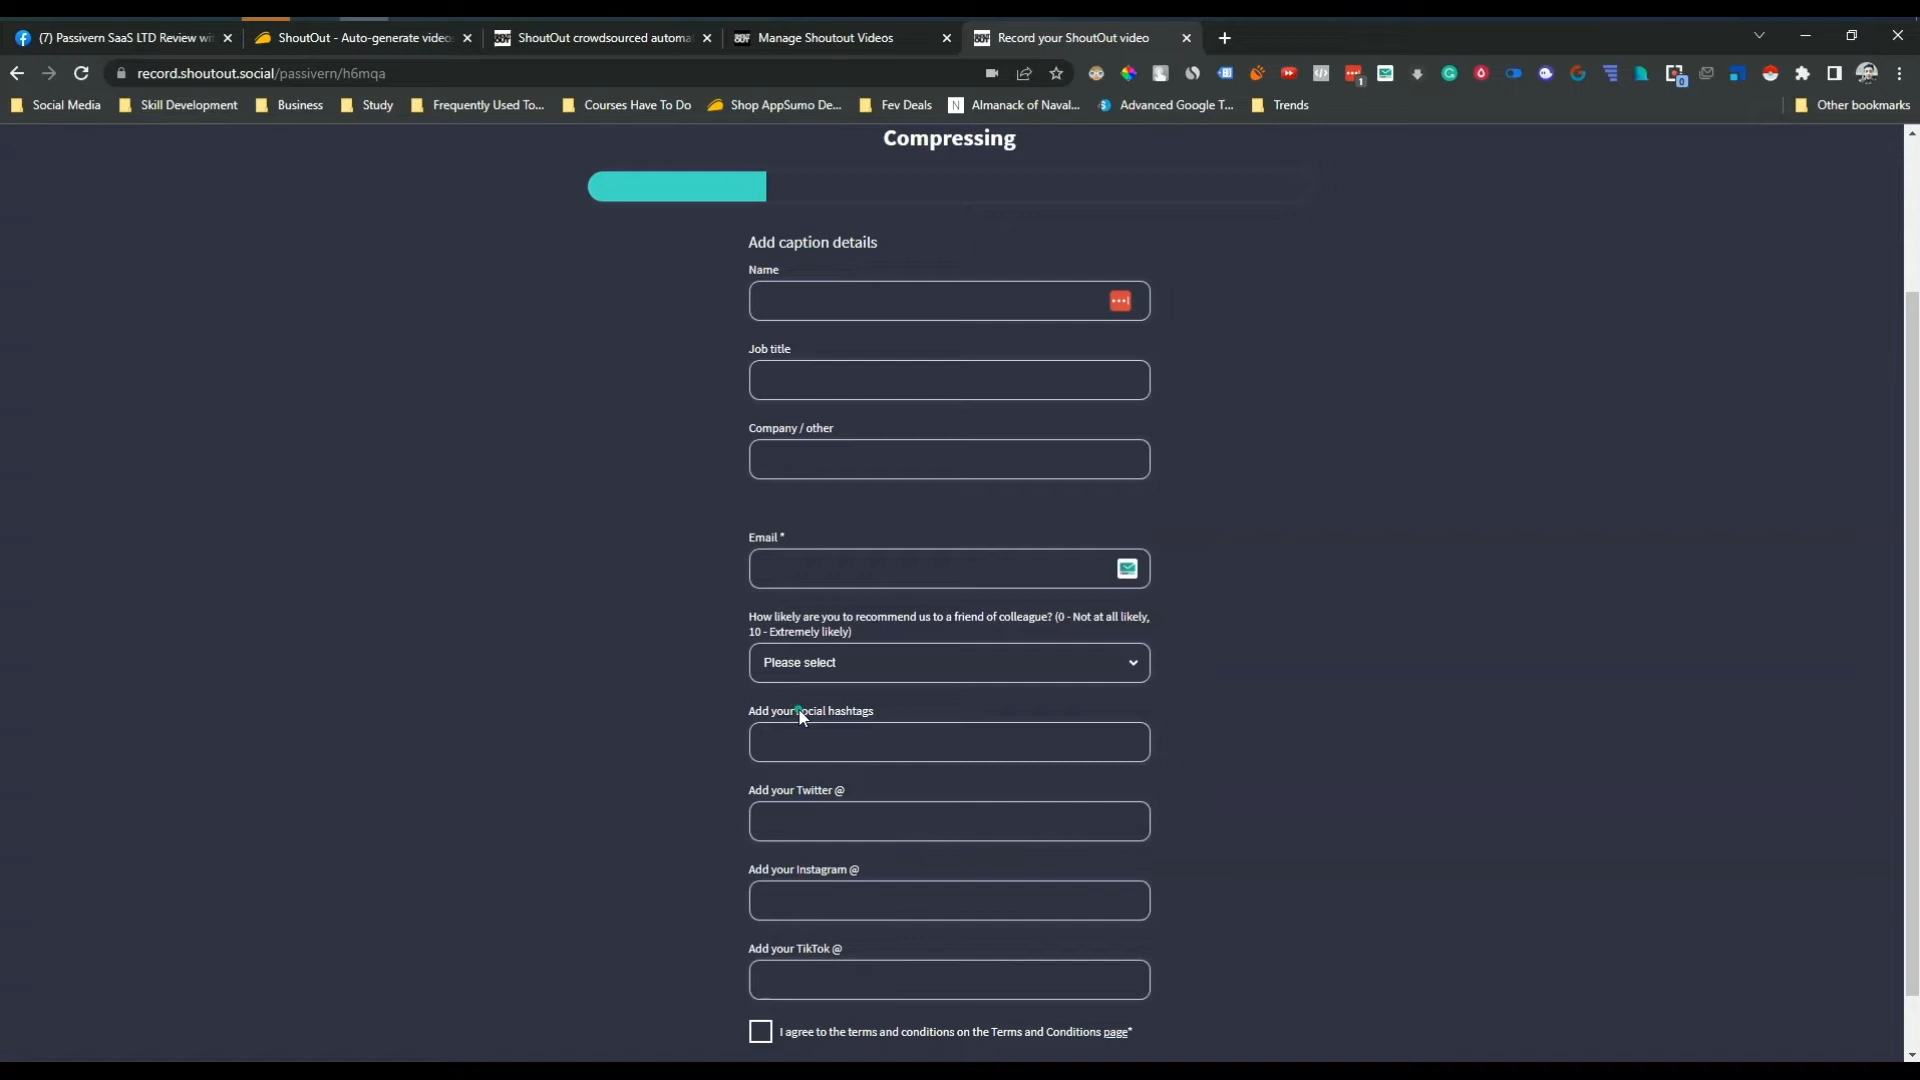 (7) Passivern SaaS LTD Review wi
ShoutOut - Auto-generate video
ShoutOut crowdsourced automa
Manage Shoutout Videos
Record your ShoutOut video
record.shoutout.social/passivern/h6mqa
Social Media
Skill Development
Business
Study
Frequently Used To...
Courses Have To Do
Shop AppSumo De...
Fev Deals
Almanack of Naval...
Advanced Google T...
Trends
Other bookmarks
Compressing
Add caption details
Name
Job title
Company / other
Email *
How likely are you to recommend us to a friend of colleague? (0 - Not at all likely,
10 - Extremely likely)
Please select
Add your social hashtags
Add your Twitter @
Add your Instagram @
Add your TikTok @
I agree to the terms and conditions on the Terms and Conditions page*